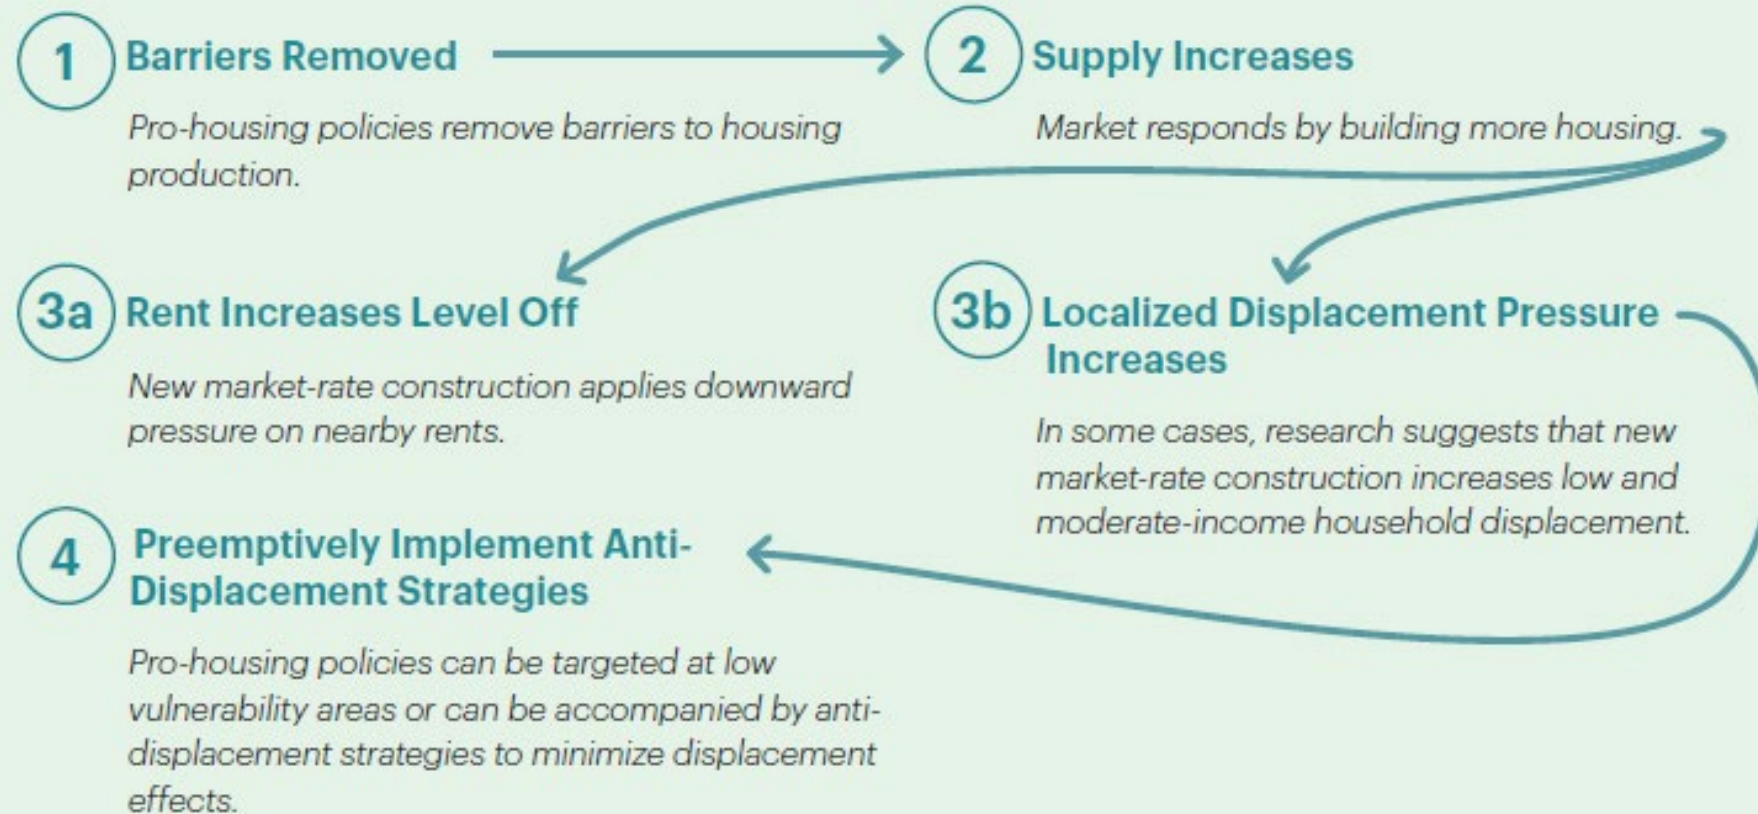 1 Barriers Removed
Pro-housing policies remove barriers to housing
production.
2 Supply Increases
Market responds by building more housing.
3a Rent Increases Level Off
New market-rate construction applies downward
pressure on nearby rents.
3b Localized Displacement Pressure
Increases
In some cases, research suggests that new
market-rate construction increases low and
moderate-income household displacement.
4 Preemptively Implement Anti-
Displacement Strategies
Pro-housing policies can be targeted at low
vulnerability areas or can be accompanied by anti-
displacement strategies to minimize displacement
effects.